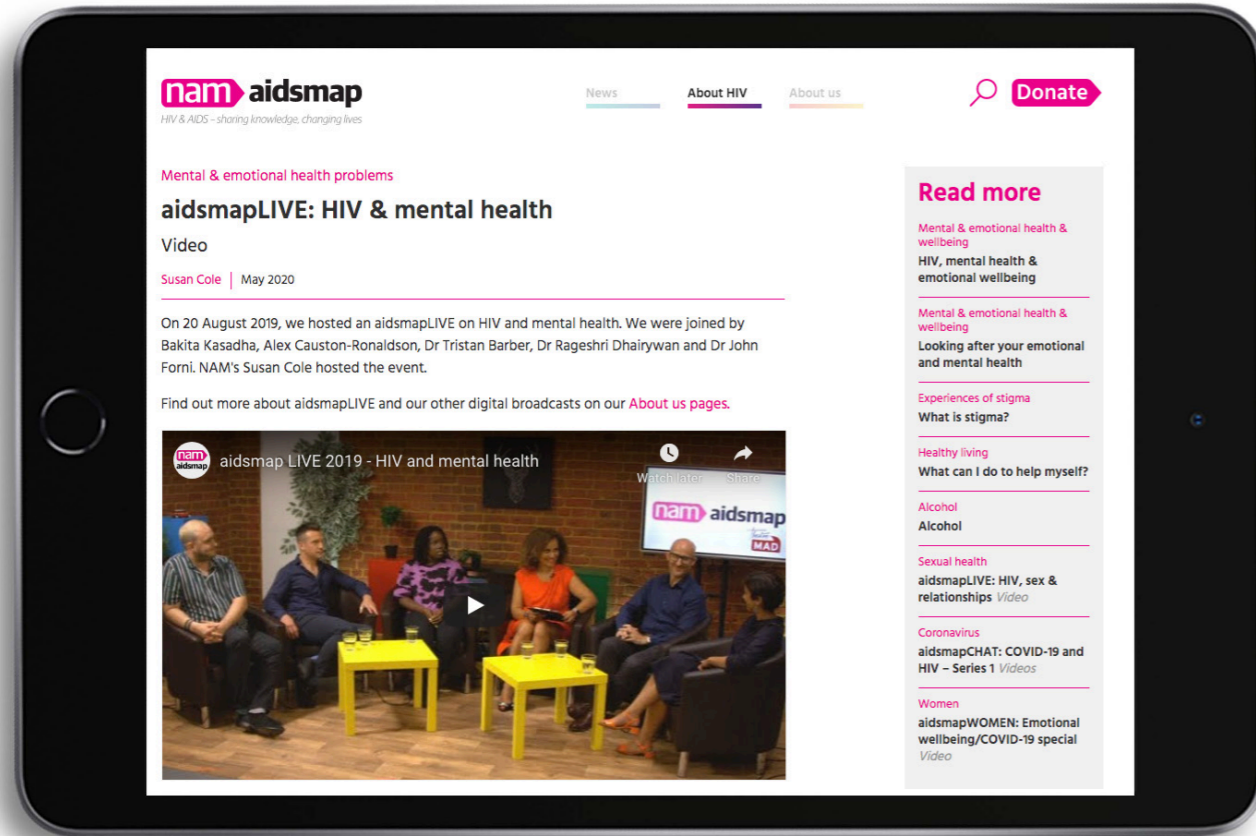 nam aidsmap
HIV & AIDS – sharing knowledge, changing lives
News
About HIV
About us
Donate
Mental & emotional health problems
aidsmapLIVE: HIV & mental health
Video
Susan Cole | May 2020
On 20 August 2019, we hosted an aidsmapLIVE on HIV and mental health. We were joined by
Bakita Kasadha, Alex Causton-Ronaldson, Dr Tristan Barber, Dr Rageshri Dhairywan and Dr John
Forni. NAM's Susan Cole hosted the event.
Find out more about aidsmapLIVE and our other digital broadcasts on our About us pages.
nam
aidsmap
aidsmap LIVE 2019 - HIV and mental health
Watch later
Share
nam aidsmap
MAD
Read more
Mental & emotional health &
wellbeing
HIV, mental health &
emotional wellbeing
Mental & emotional health &
wellbeing
Looking after your emotional
and mental health
Experiences of stigma
What is stigma?
Healthy living
What can I do to help myself?
Alcohol
Alcohol
Sexual health
aidsmapLIVE: HIV, sex &
relationships Video
Coronavirus
aidsmapCHAT: COVID-19 and
HIV – Series 1 Videos
Women
aidsmapWOMEN: Emotional
wellbeing/COVID-19 special
Video